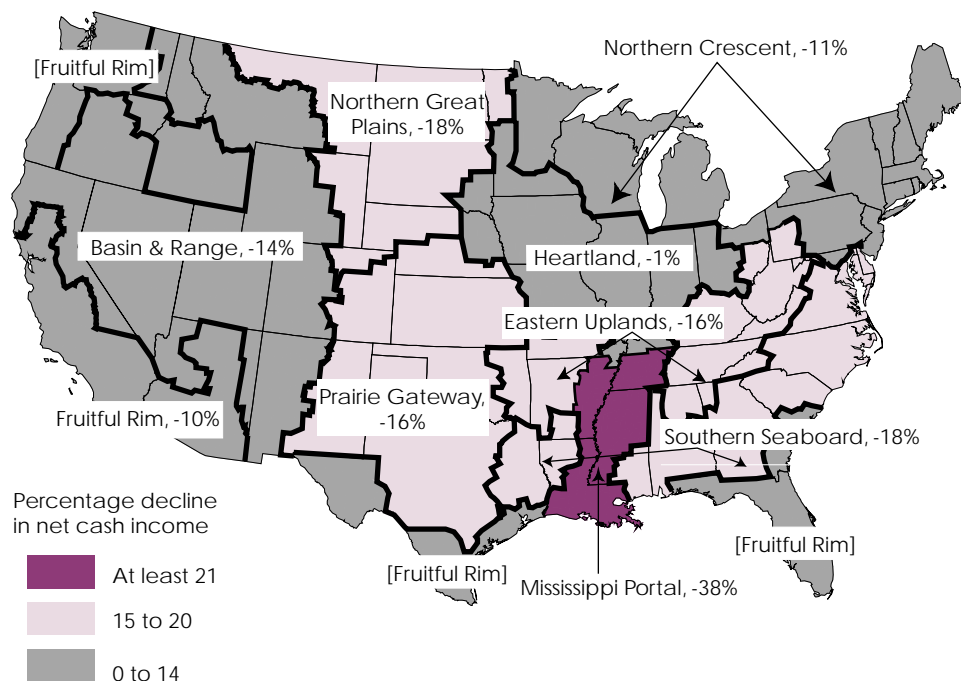 Northern Crescent, -11%
[Fruitful Rim]
Northern Great
Plains, -18%
Basin & Range, -14%
Heartland, -1%
Eastern Uplands, -16%
Prairie Gateway,
-16%
Fruitful Rim, -10%
Southern Seaboard, -18%
Percentage decline
in net cash income
At least 21
15 to 20
0 to 14
[Fruitful Rim]
[Fruitful Rim]
Mississippi Portal, -38%